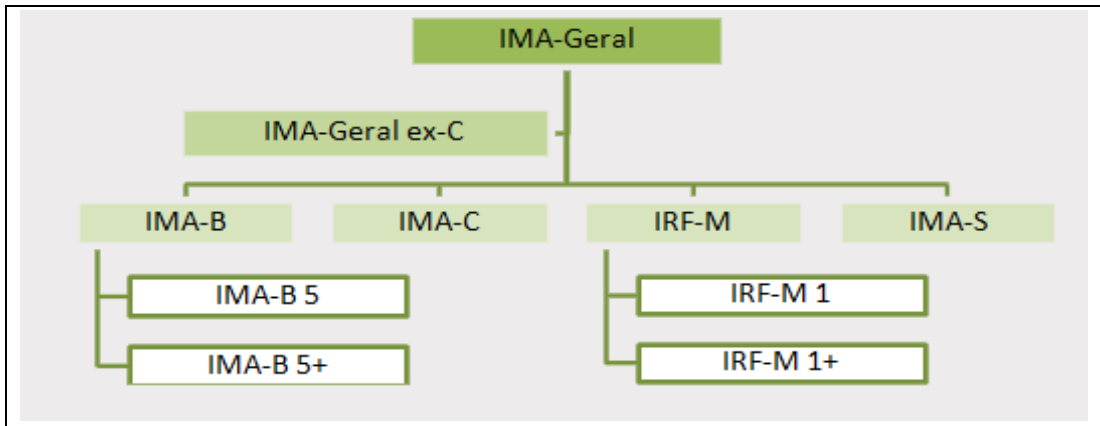 IMA-Geral
IMA-Geral ex-C
IMA-B
IMA-C
IRF-M
IMA-S
IMA-B 5
IRF-M 1
IMA-B 5+
IRF-M 1+